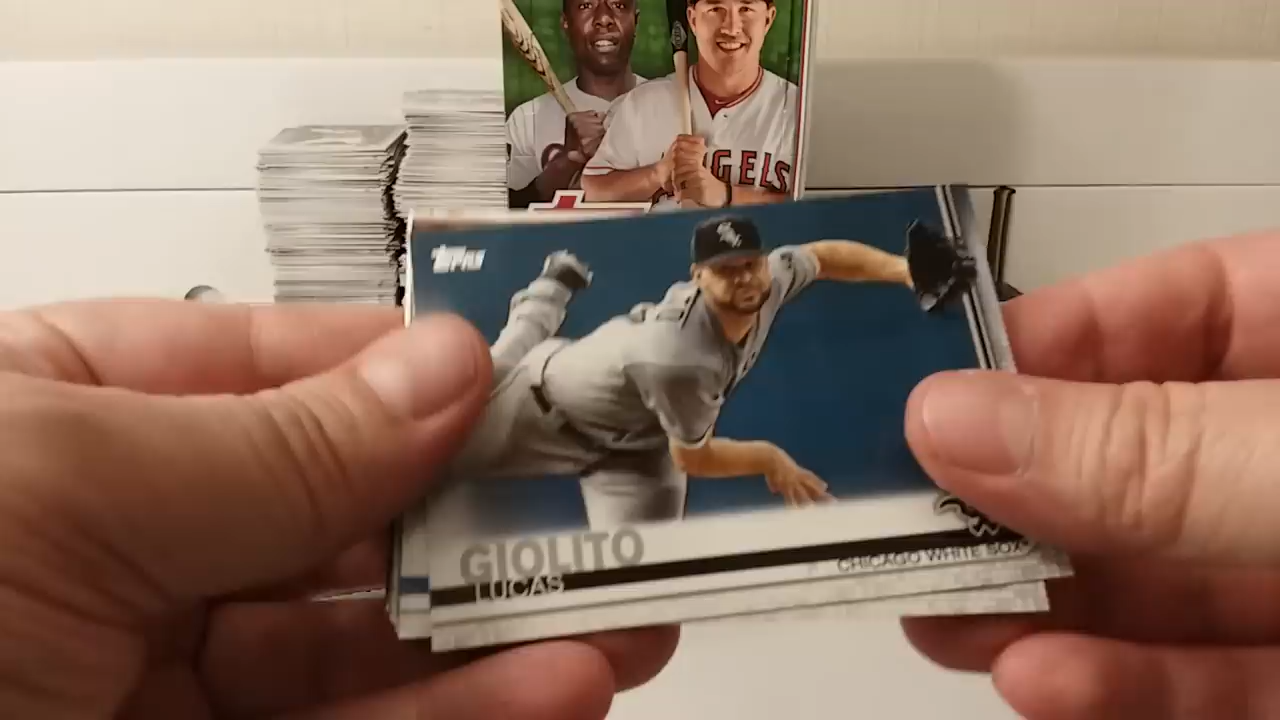 ANGELS
Topps
GIOLITO
LUCAS
CHICAGO WHITE SOX